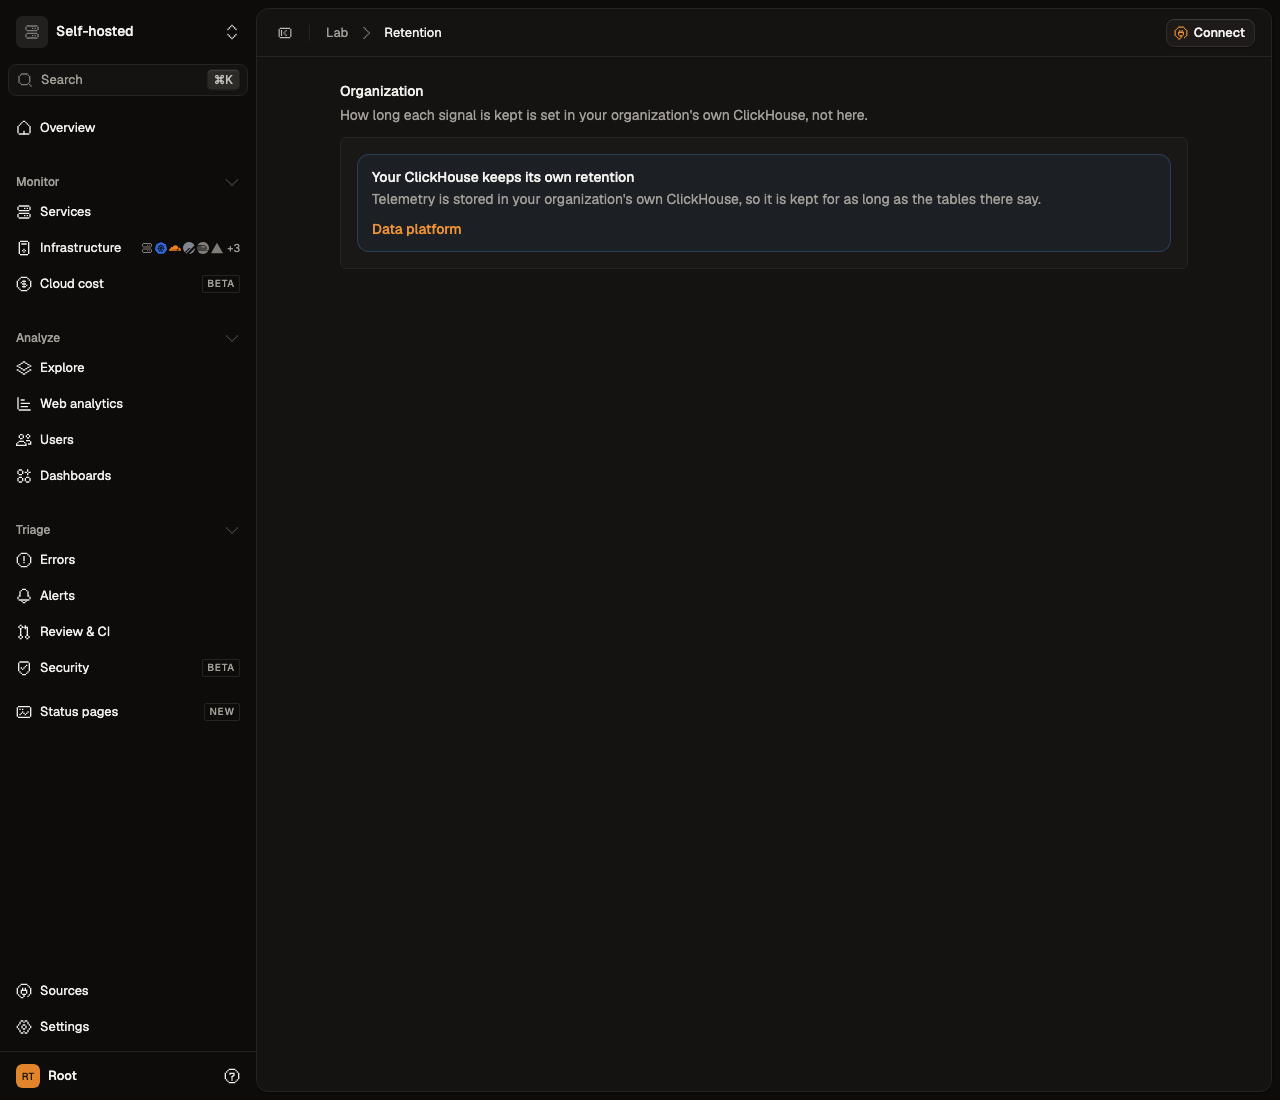 Self-hosted
Search ⌘K
Overview
Monitor
Services
Infrastructure +3
Cloud cost BETA
Analyze
Explore
Web analytics
Users
Dashboards
Triage
Errors
Alerts
Review & CI
Security BETA
Status pages NEW
Sources
Settings
RT Root
Lab Retention
Connect
Organization
How long each signal is kept is set in your organization's own ClickHouse, not here.
Your ClickHouse keeps its own retention
Telemetry is stored in your organization's own ClickHouse, so it is kept for as long as the tables there say.
Data platform